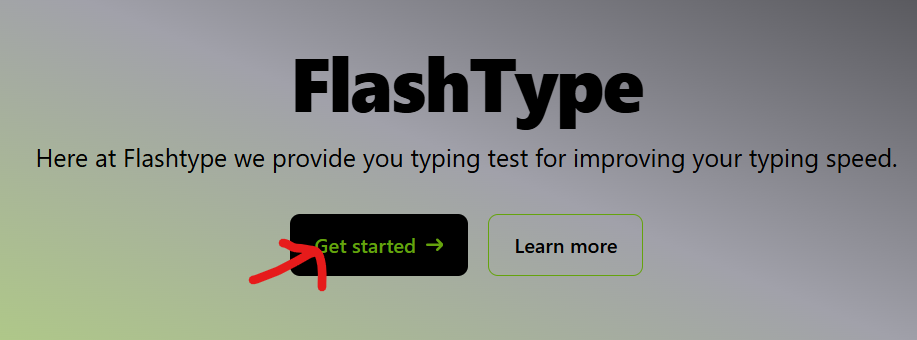 FlashType
Here at Flashtype we provide you typing test for improving your typing speed.
Get started →
Learn more